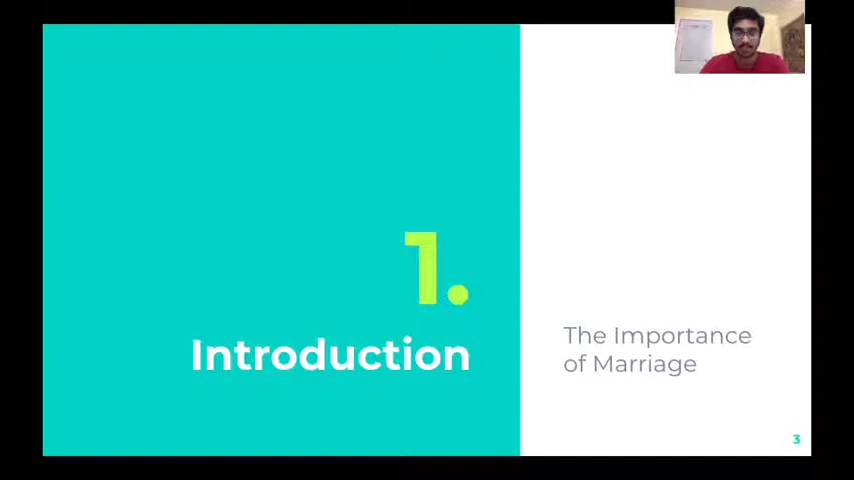 1.
Introduction
The Importance
of Marriage
3